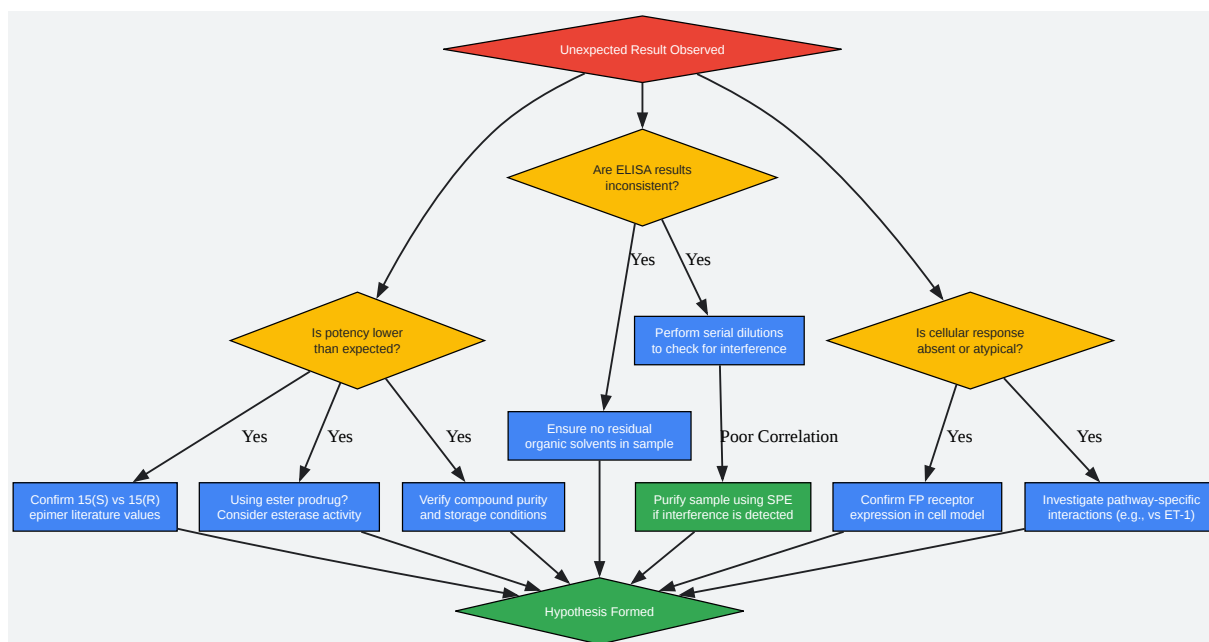 Unexpected Result Observed
Are ELISA results
inconsistent?
Yes
Yes
Is potency lower
than expected?
Perform serial dilutions
to check for interference
Is cellular response
absent or atypical?
Yes
Yes
Yes
Ensure no residual
organic solvents in sample
Poor Correlation
Yes
Yes
Confirm 15(S) vs 15(R)
epimer literature values
Using ester prodrug?
Consider esterase activity
Verify compound purity
and storage conditions
Purify sample using SPE
if interference is detected
Confirm FP receptor
expression in cell model
Investigate pathway-specific
interactions (e.g., vs ET-1)
Hypothesis Formed